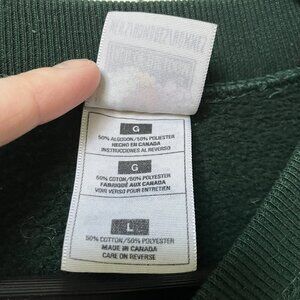 G
50% ALGODON/50% POLIESTER
HECHO EN CANADA
INSTRUCCIONES AL REVERSO
G
50% COTON/50% POLYESTER
FABRIQUÉ AUX CANADA
VOIR VERSO POUR ENTRETIEN
L
50% COTTON/50% POLYESTER
MADE IN CANADA
CARE ON REVERSE